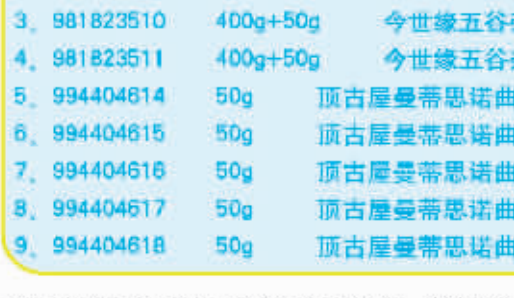 3、981823510 400g+50g 今世缘五谷
4、981823511 400g+50g 今世缘五谷
5、994404614 50g 顶古屋曼蒂思诺曲
6、994404615 50g 顶古屋曼蒂思诺曲
7、994404616 50g 顶古屋曼蒂思诺曲
8、994404617 50g 顶古屋曼蒂思诺曲
9、994404618 50g 顶古屋曼蒂思诺曲